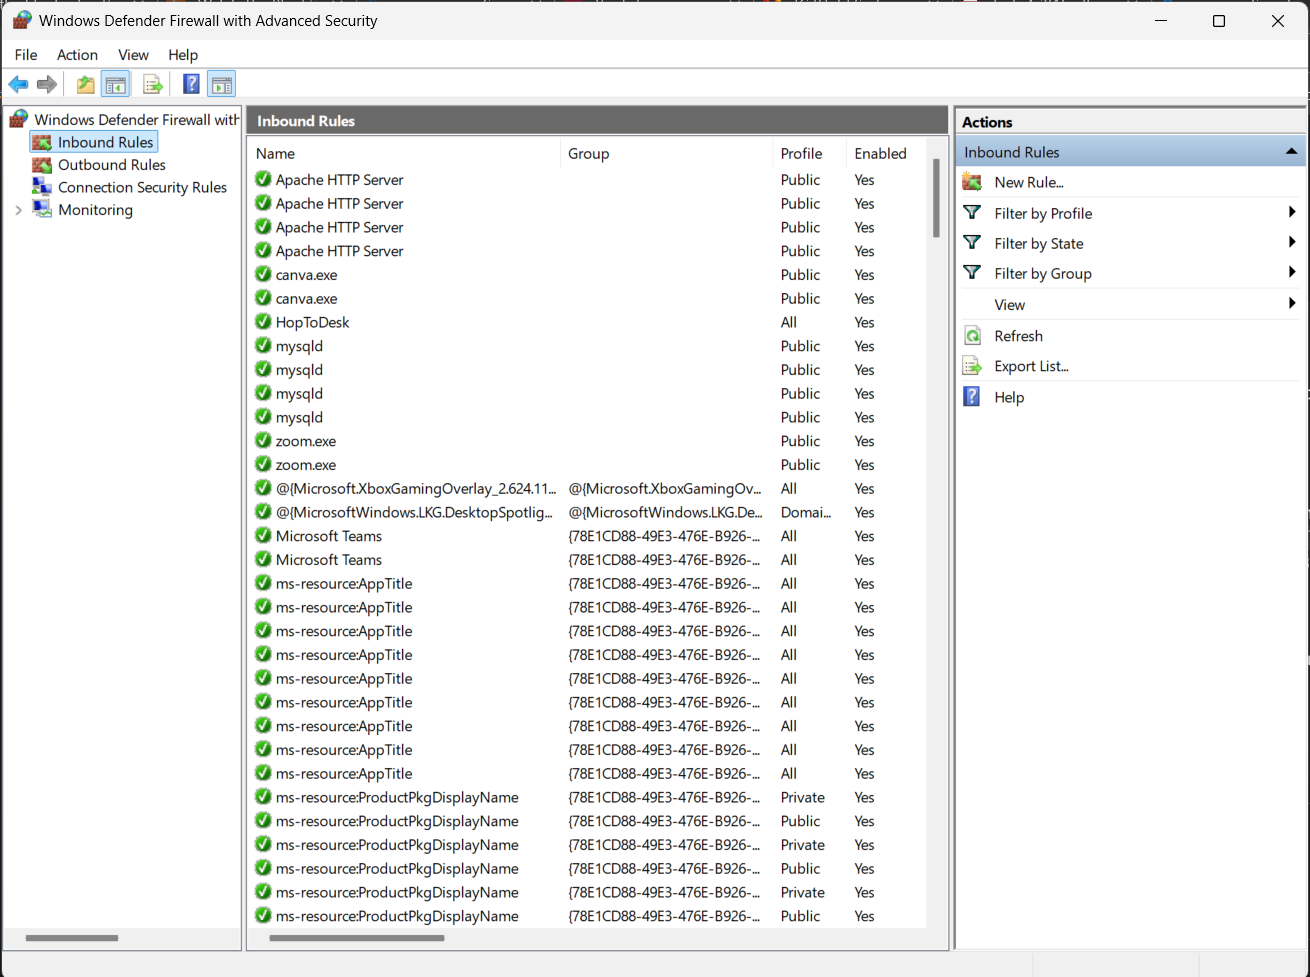 Windows Defender Firewall with Advanced Security
File Action View Help
Windows Defender Firewall with
Inbound Rules
Outbound Rules
Connection Security Rules
Monitoring
Inbound Rules
Name Group Profile Enabled
Apache HTTP Server Public Yes
Apache HTTP Server Public Yes
Apache HTTP Server Public Yes
Apache HTTP Server Public Yes
canva.exe Public Yes
canva.exe Public Yes
HopToDesk All Yes
mysqld Public Yes
mysqld Public Yes
mysqld Public Yes
mysqld Public Yes
zoom.exe Public Yes
zoom.exe Public Yes
@{Microsoft.XboxGamingOverlay_2.624.11... @{Microsoft.XboxGamingOv... All Yes
@{MicrosoftWindows.LKG.DesktopSpotlig... @{MicrosoftWindows.LKG.De... Domai... Yes
Microsoft Teams {78E1CD88-49E3-476E-B926-... All Yes
Microsoft Teams {78E1CD88-49E3-476E-B926-... All Yes
ms-resource:AppTitle {78E1CD88-49E3-476E-B926-... All Yes
ms-resource:AppTitle {78E1CD88-49E3-476E-B926-... All Yes
ms-resource:AppTitle {78E1CD88-49E3-476E-B926-... All Yes
ms-resource:AppTitle {78E1CD88-49E3-476E-B926-... All Yes
ms-resource:AppTitle {78E1CD88-49E3-476E-B926-... All Yes
ms-resource:AppTitle {78E1CD88-49E3-476E-B926-... All Yes
ms-resource:AppTitle {78E1CD88-49E3-476E-B926-... All Yes
ms-resource:AppTitle {78E1CD88-49E3-476E-B926-... All Yes
ms-resource:AppTitle {78E1CD88-49E3-476E-B926-... All Yes
ms-resource:ProductPkgDisplayName {78E1CD88-49E3-476E-B926-... Private Yes
ms-resource:ProductPkgDisplayName {78E1CD88-49E3-476E-B926-... Public Yes
ms-resource:ProductPkgDisplayName {78E1CD88-49E3-476E-B926-... Private Yes
ms-resource:ProductPkgDisplayName {78E1CD88-49E3-476E-B926-... Public Yes
ms-resource:ProductPkgDisplayName {78E1CD88-49E3-476E-B926-... Private Yes
ms-resource:ProductPkgDisplayName {78E1CD88-49E3-476E-B926-... Public Yes
Actions
Inbound Rules
New Rule...
Filter by Profile
Filter by State
Filter by Group
View
Refresh
Export List...
Help